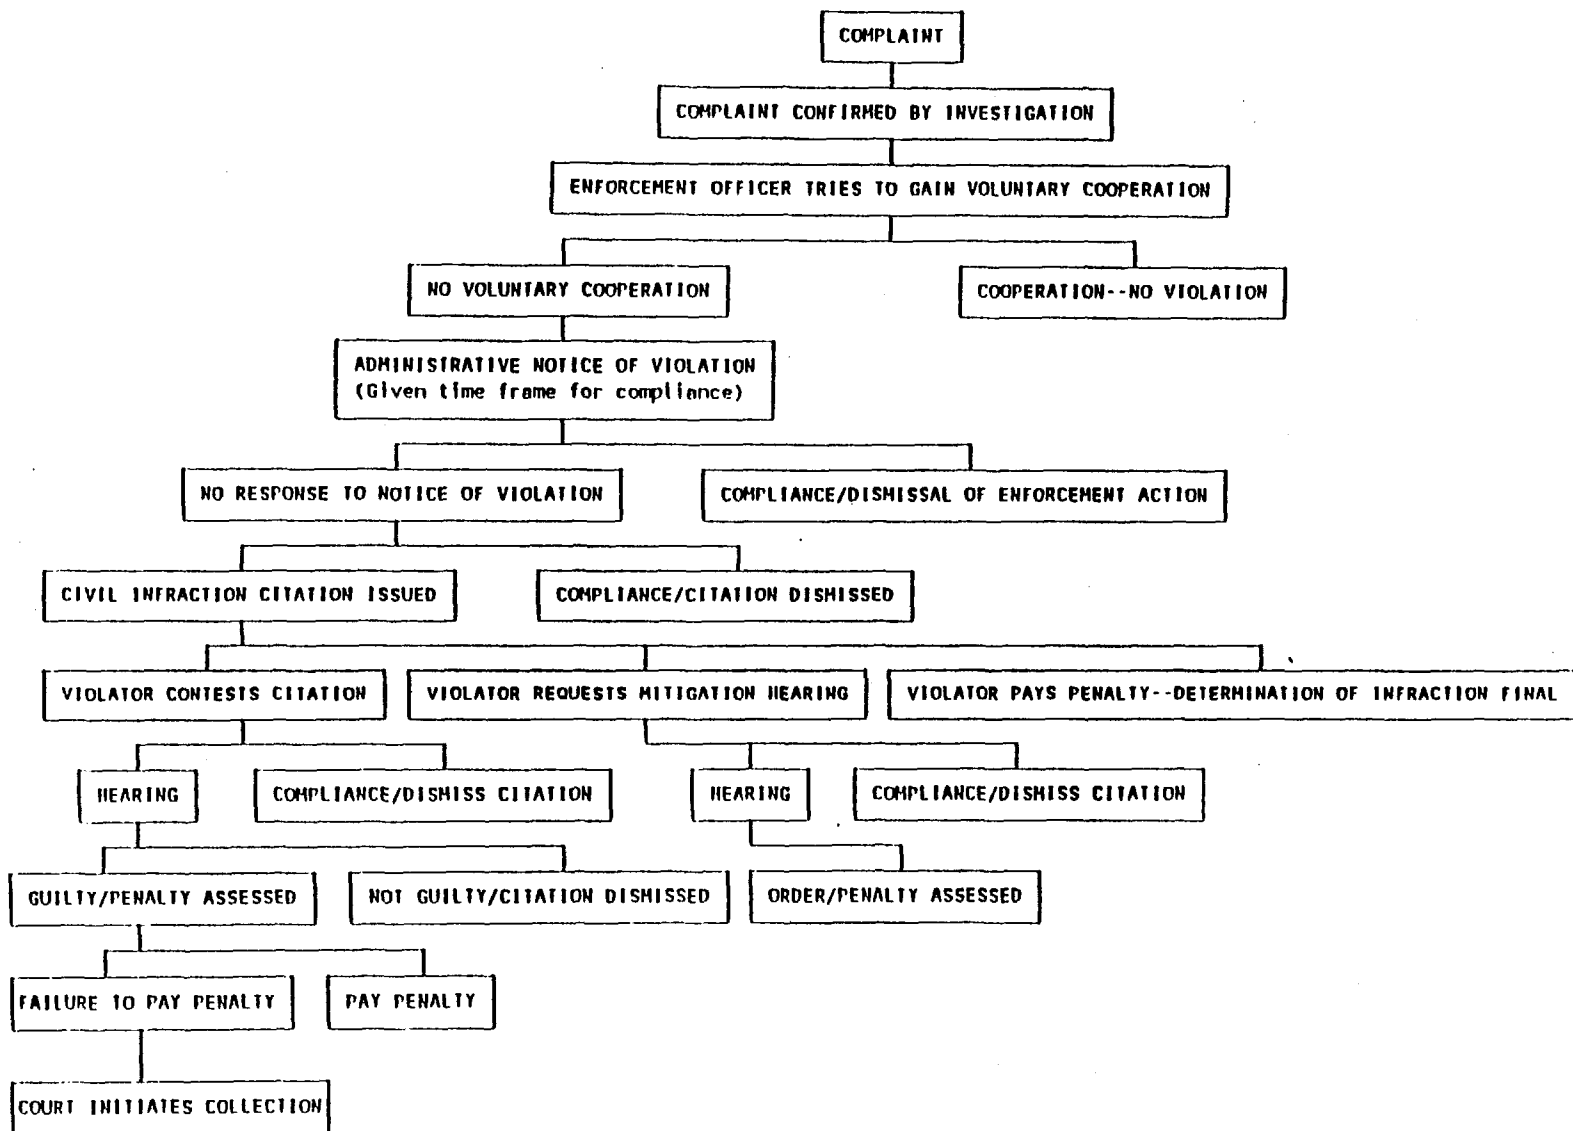 COMPLAINT
COMPLAINT CONFIRMED BY INVESTIGATION
ENFORCEMENT OFFICER TRIES TO GAIN VOLUNTARY COOPERATION
NO VOLUNTARY COOPERATION
COOPERATION--NO VIOLATION
ADMINISTRATIVE NOTICE OF VIOLATION
(Given time frame for compliance)
NO RESPONSE TO NOTICE OF VIOLATION
COMPLIANCE/DISMISSAL OF ENFORCEMENT ACTION
CIVIL INFRACTION CITATION ISSUED
COMPLIANCE/CITATION DISMISSED
VIOLATOR CONTESTS CITATION
VIOLATOR REQUESTS MITIGATION HEARING
VIOLATOR PAYS PENALTY--DETERMINATION OF INFRACTION FINAL
HEARING
COMPLIANCE/DISMISS CITATION
HEARING
COMPLIANCE/DISMISS CITATION
GUILTY/PENALTY ASSESSED
NOT GUILTY/CITATION DISMISSED
ORDER/PENALTY ASSESSED
FAILURE TO PAY PENALTY
PAY PENALTY
COURT INITIATES COLLECTION